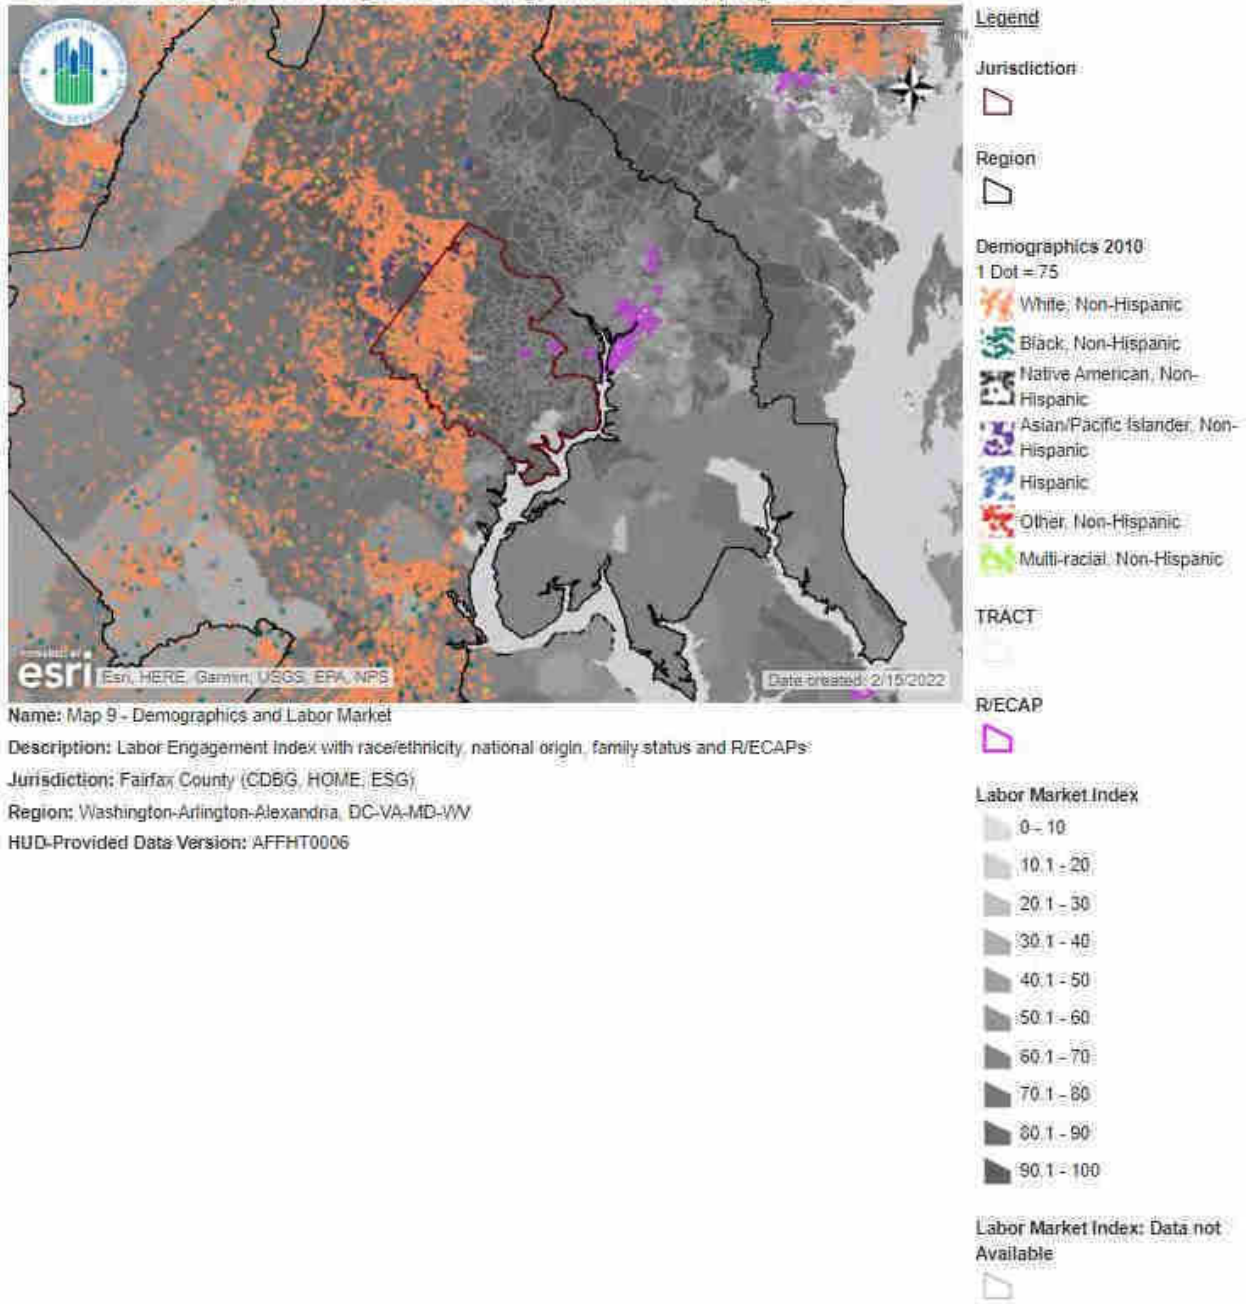 Legend
Jurisdiction
Region
Demographics 2010
1 Dot = 75
White, Non-Hispanic
Black, Non-Hispanic
Native American, Non-
Hispanic
Asian/Pacific Islander, Non-
Hispanic
Hispanic
Other, Non-Hispanic
Multi-racial, Non-Hispanic
TRACT
R/ECAP
Labor Market Index
0 - 10
10.1 - 20
20.1 - 30
30.1 - 40
40.1 - 50
50.1 - 60
60.1 - 70
70.1 - 80
80.1 - 90
90.1 - 100
Labor Market Index: Data not
Available
POWERED BY
esri
Esri, HERE, Garmin, USGS, EPA, NPS
Date created: 2/15/2022
Name: Map 9 - Demographics and Labor Market
Description: Labor Engagement Index with race/ethnicity, national origin, family status and R/ECAPs
Jurisdiction: Fairfax County (CDBG, HOME, ESG)
Region: Washington-Arlington-Alexandria, DC-VA-MD-WV
HUD-Provided Data Version: AFFHT0006